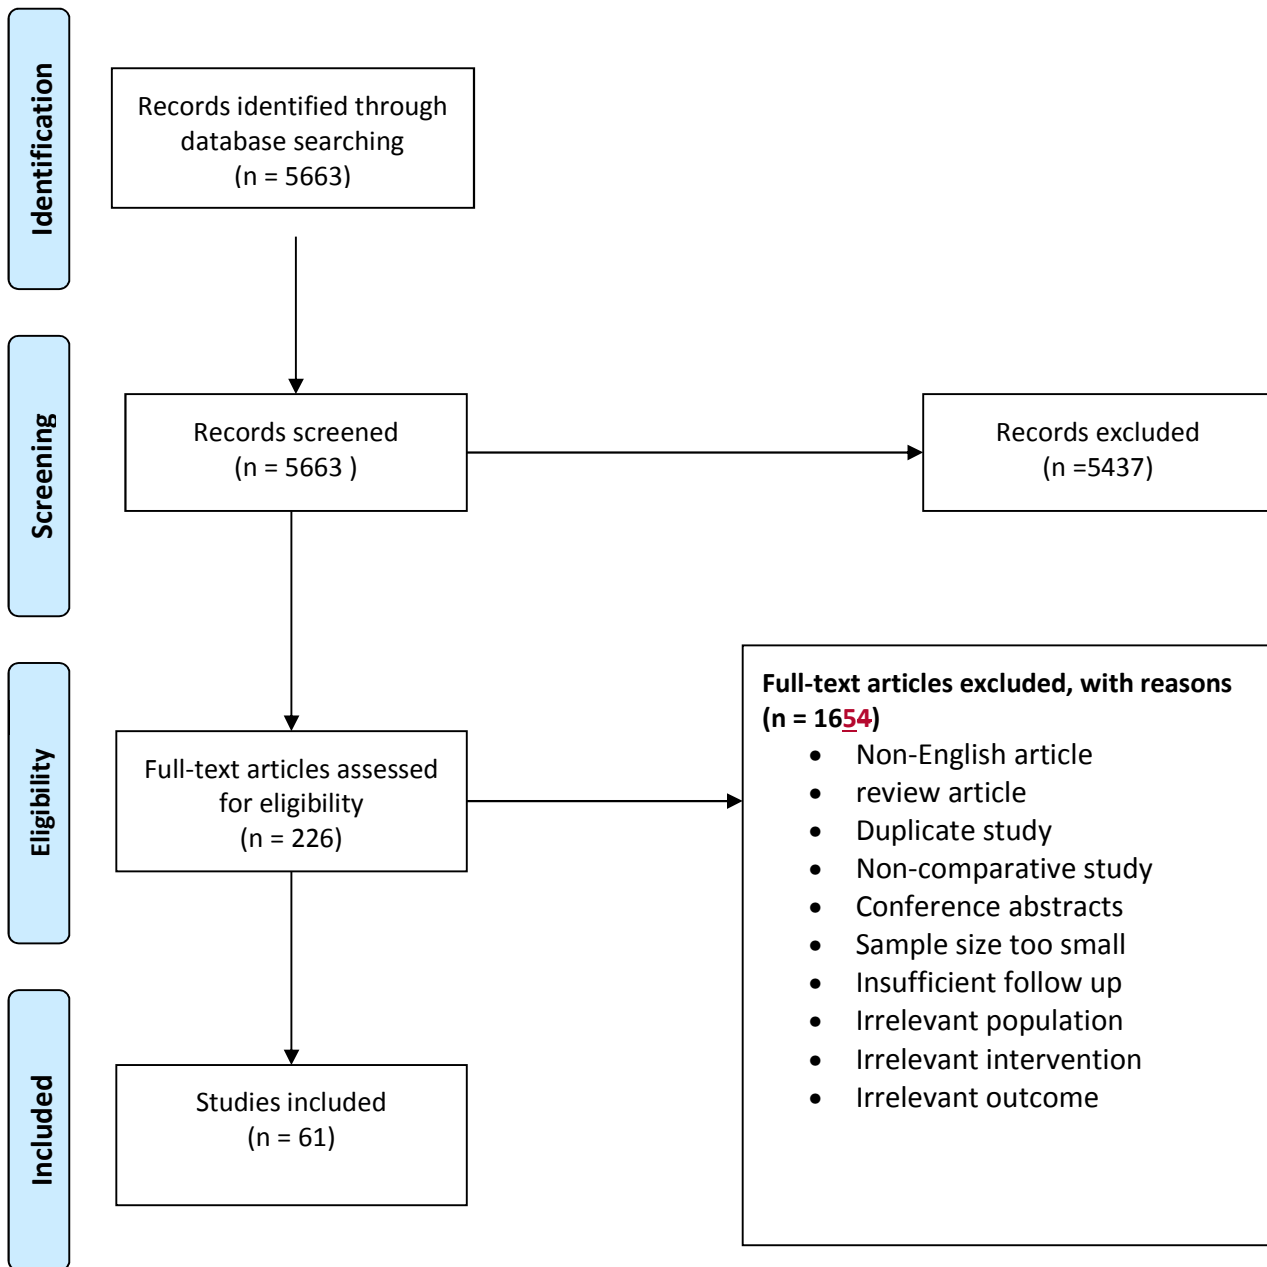 Identification
Records identified through
database searching
(n = 5663)
Screening
Records screened
(n = 5663 )
Records excluded
(n =5437)
Eligibility
Full-text articles assessed
for eligibility
(n = 226)
Full-text articles excluded, with reasons
(n = 1654)
• Non-English article
• review article
• Duplicate study
• Non-comparative study
• Conference abstracts
• Sample size too small
• Insufficient follow up
• Irrelevant population
• Irrelevant intervention
• Irrelevant outcome
Included
Studies included
(n = 61)